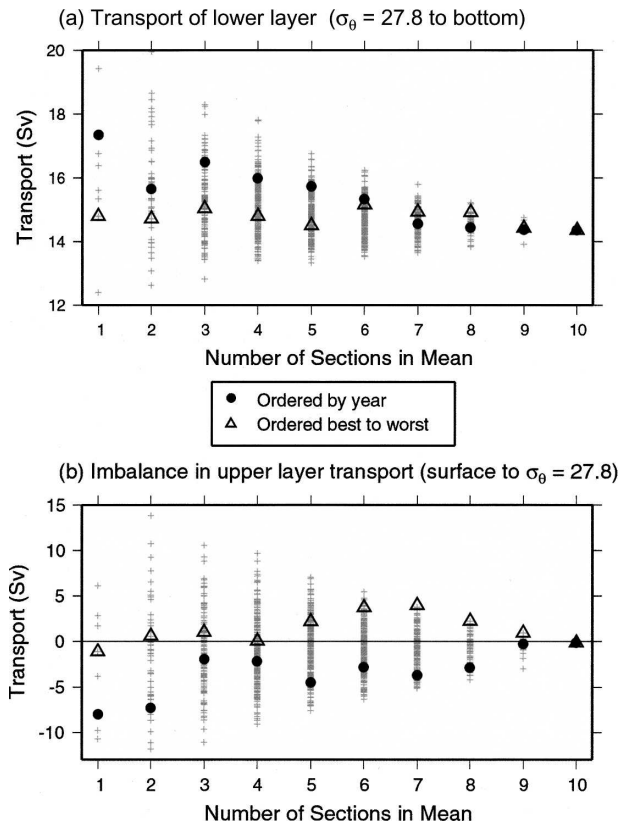 (a) Transport of lower layer (σθ = 27.8 to bottom)
20
18
16
14
12
Transport (Sv)
1 2 3 4 5 6 7 8 9 10
Number of Sections in Mean
Ordered by year
Ordered best to worst
(b) Imbalance in upper layer transport (surface to σθ = 27.8)
15
10
5
0
-5
-10
Transport (Sv)
1 2 3 4 5 6 7 8 9 10
Number of Sections in Mean